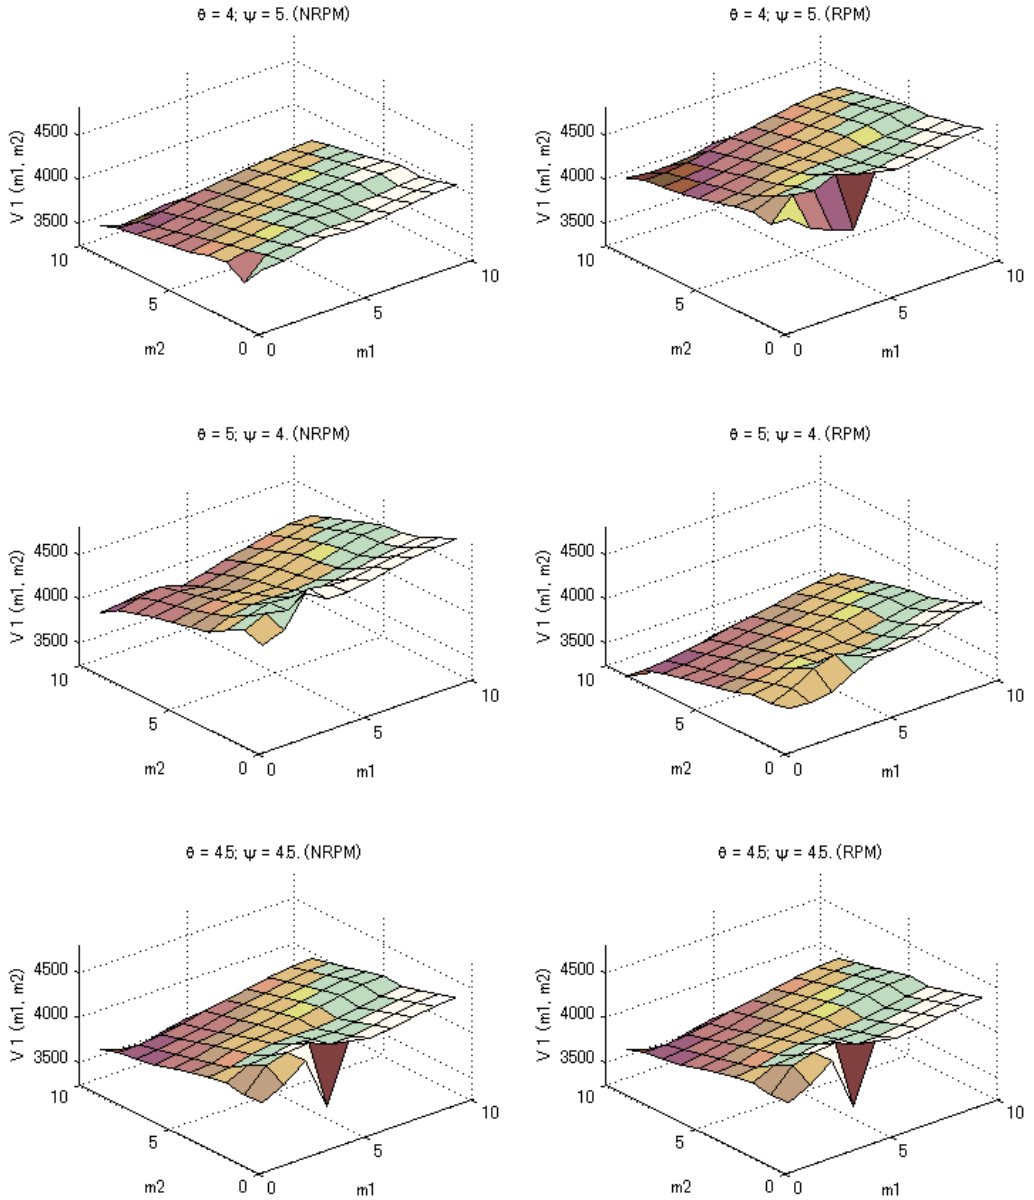 θ = 4; ψ = 5. (NRPM)
4500
4000
3500
V 1 (m1, m2)
10
5
0
m2
0
5
10
m1
θ = 4; ψ = 5. (RPM)
4500
4000
3500
V 1 (m1, m2)
10
5
0
m2
0
5
10
m1
θ = 5; ψ = 4. (NRPM)
4500
4000
3500
V 1 (m1, m2)
10
5
0
m2
0
5
10
m1
θ = 5; ψ = 4. (RPM)
4500
4000
3500
V 1 (m1, m2)
10
5
0
m2
0
5
10
m1
θ = 4.5; ψ = 4.5. (NRPM)
4500
4000
3500
V 1 (m1, m2)
10
5
0
m2
0
5
10
m1
θ = 4.5; ψ = 4.5. (RPM)
4500
4000
3500
V 1 (m1, m2)
10
5
0
m2
0
5
10
m1